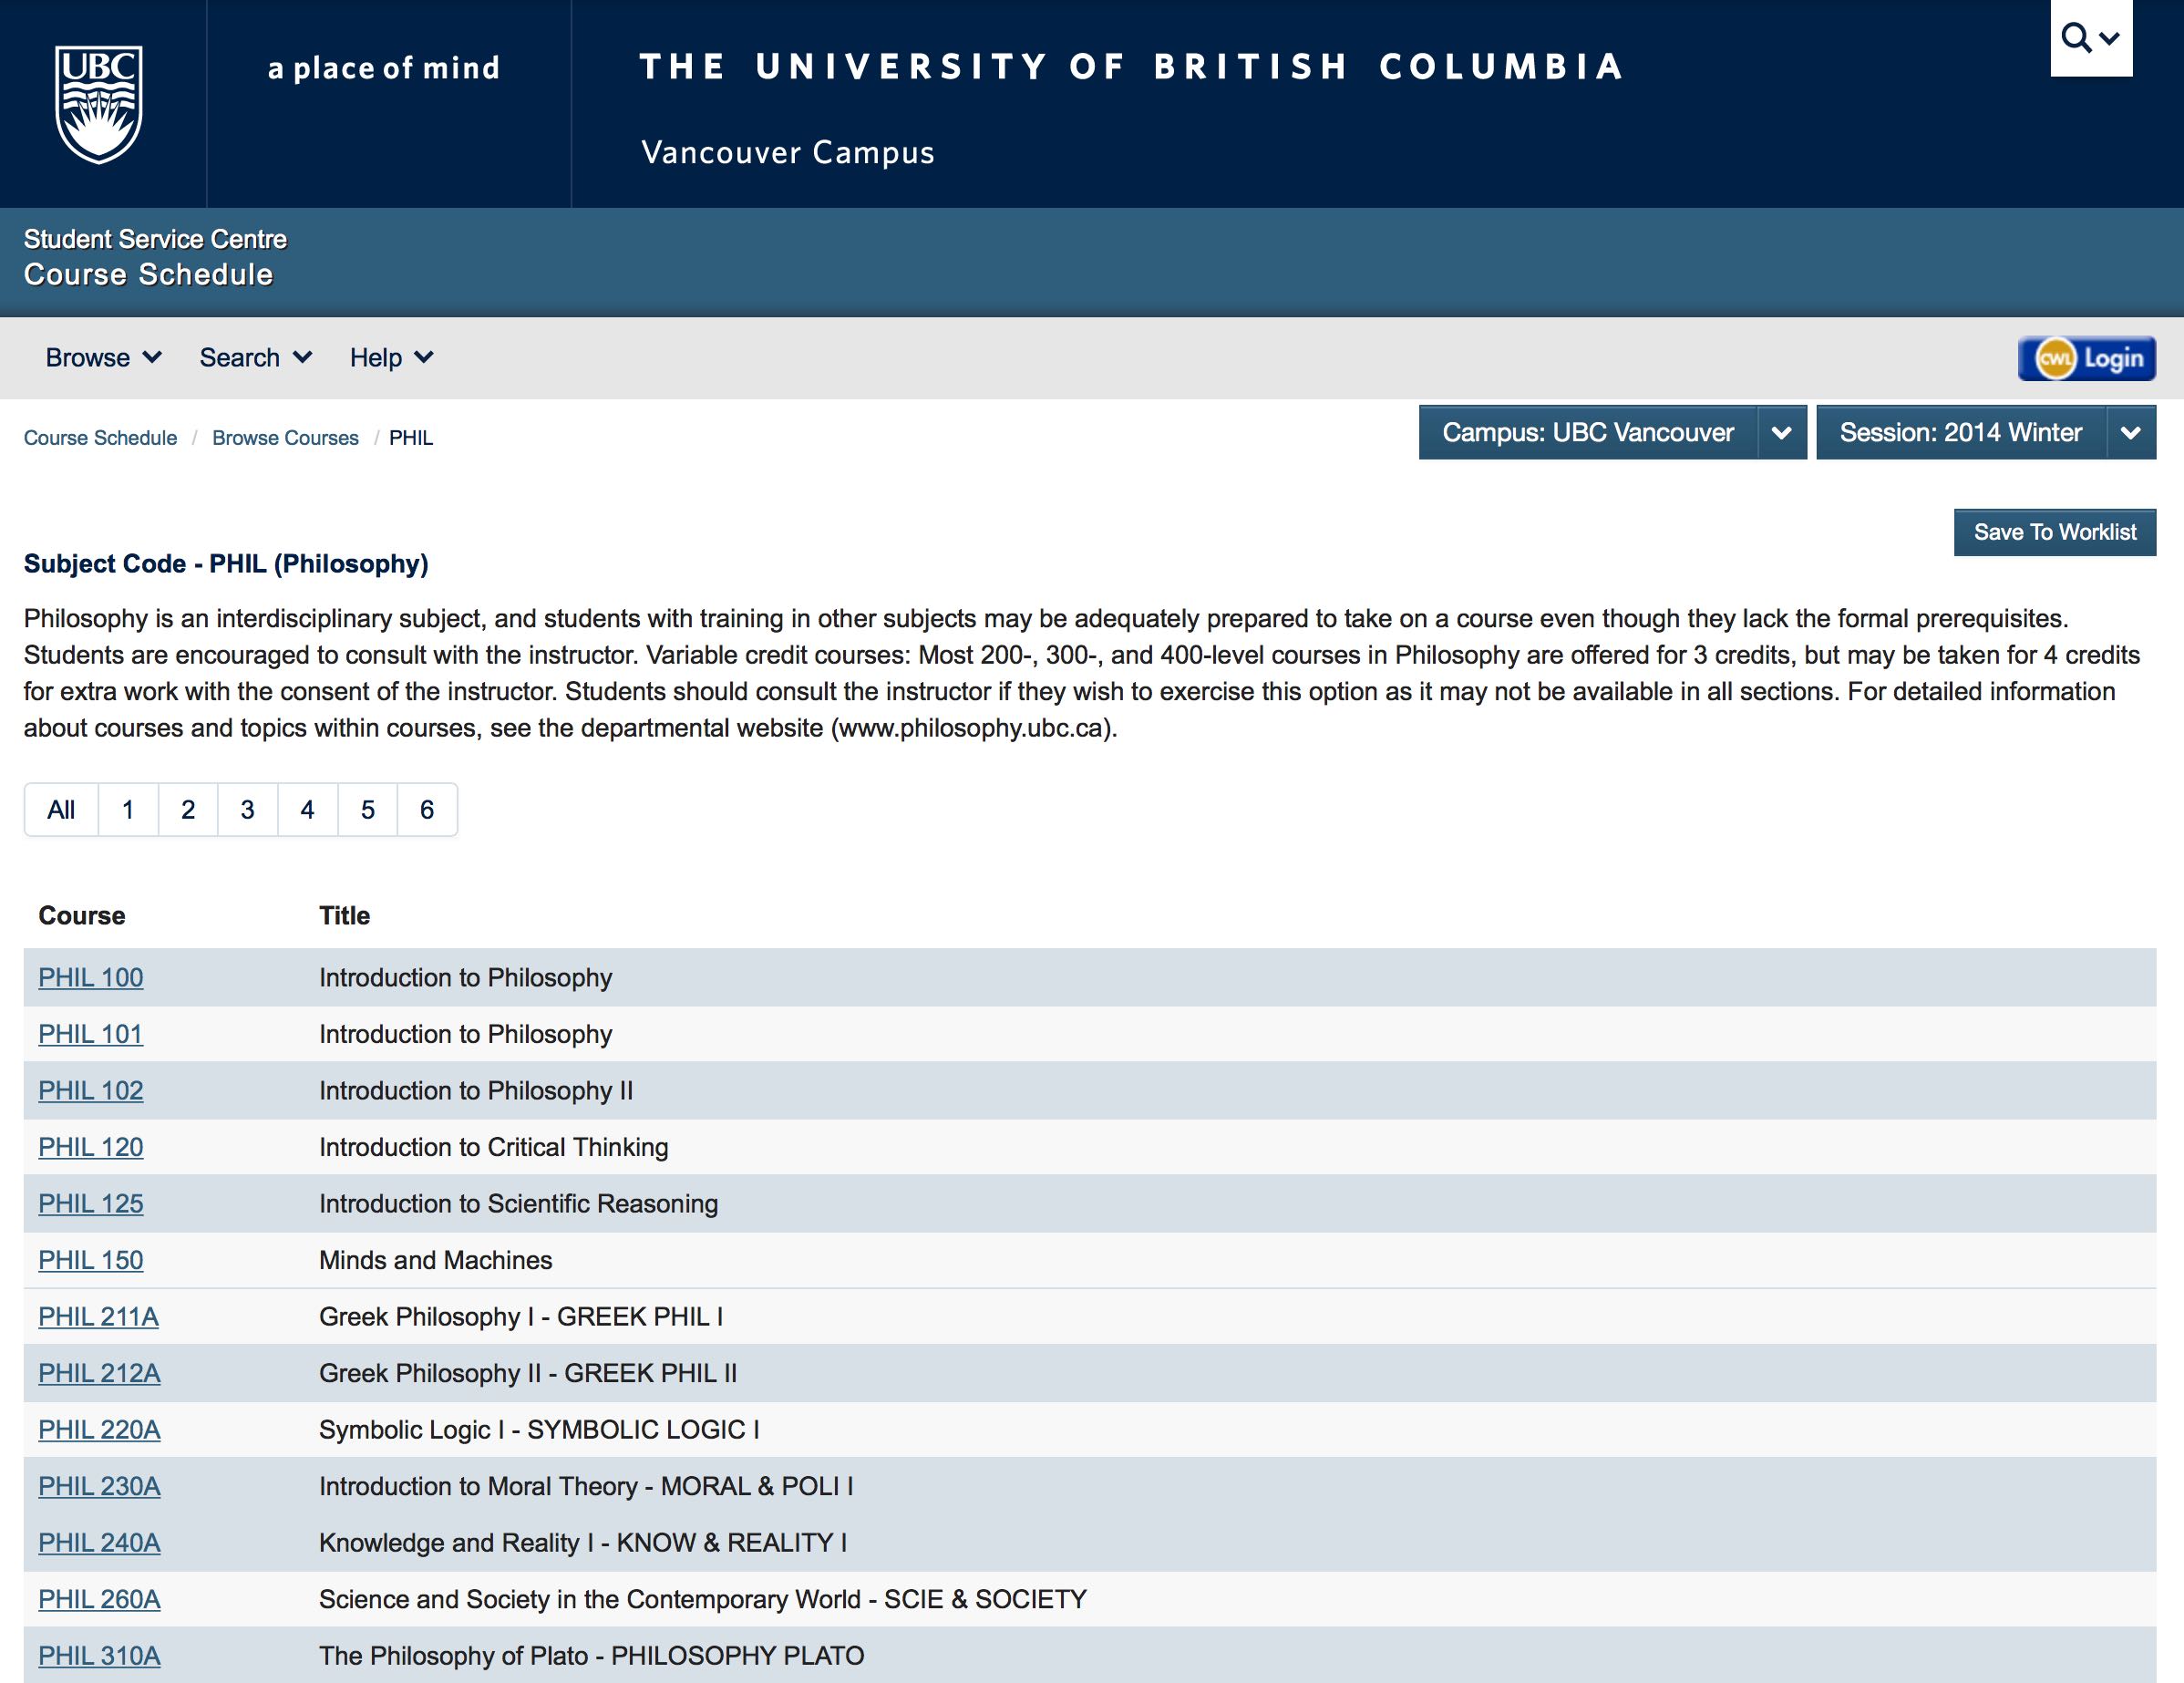 UBC
a place of mind
THE UNIVERSITY OF BRITISH COLUMBIA
Vancouver Campus
Student Service Centre
Course Schedule
Browse Search Help
CWL Login
Course Schedule / Browse Courses / PHIL
Campus: UBC Vancouver Session: 2014 Winter
Save To Worklist
Subject Code - PHIL (Philosophy)
Philosophy is an interdisciplinary subject, and students with training in other subjects may be adequately prepared to take on a course even though they lack the formal prerequisites.
Students are encouraged to consult with the instructor. Variable credit courses: Most 200-, 300-, and 400-level courses in Philosophy are offered for 3 credits, but may be taken for 4 credits
for extra work with the consent of the instructor. Students should consult the instructor if they wish to exercise this option as it may not be available in all sections. For detailed information
about courses and topics within courses, see the departmental website (www.philosophy.ubc.ca).
All 1 2 3 4 5 6
Course Title
PHIL 100 Introduction to Philosophy
PHIL 101 Introduction to Philosophy
PHIL 102 Introduction to Philosophy II
PHIL 120 Introduction to Critical Thinking
PHIL 125 Introduction to Scientific Reasoning
PHIL 150 Minds and Machines
PHIL 211A Greek Philosophy I - GREEK PHIL I
PHIL 212A Greek Philosophy II - GREEK PHIL II
PHIL 220A Symbolic Logic I - SYMBOLIC LOGIC I
PHIL 230A Introduction to Moral Theory - MORAL & POLI I
PHIL 240A Knowledge and Reality I - KNOW & REALITY I
PHIL 260A Science and Society in the Contemporary World - SCIE & SOCIETY
PHIL 310A The Philosophy of Plato - PHILOSOPHY PLATO